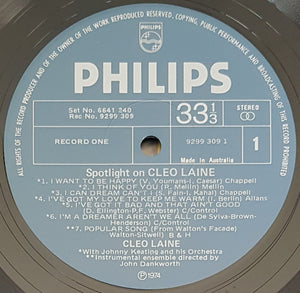 ALL RIGHTS OF THE RECORD PRODUCER AND OF THE OWNER OF THE WORK REPRODUCED RESERVED. COPYING, PUBLIC PERFORMANCE AND BROADCASTING OF THIS RECORD PROHIBITED
PHILIPS
PHILIPS
Set No. 6641 240
Rec No. 9299 309
33 1/3
STEREO
RECORD ONE
9299 309 1
Made in Australia
1
Spotlight on CLEO LAINE
*1. I WANT TO BE HAPPY (V. Youmans-I. Caesar) Chappell
*2. I THINK OF YOU (R. Mellin) Mellin
*3. I CAN DREAM CAN'T I (S. Fain-I. Kahal) Chappell
*4. I'VE GOT MY LOVE TO KEEP ME WARM (I. Berlin) Allans
*5. I'VE GOT IT BAD AND THAT AIN'T GOOD
(D. Ellington-P.F. Webster) C/Control
*6. I'M A DREAMER AREN'T WE ALL (De Sylva-Brown-
Henderson) C/Control
**7. POPULAR SONG (From Walton's Facade)
Walton-Sitwell) B & H
CLEO LAINE
*With Johnny Keating and his Orchestra
**Instrumental ensemble directed by
John Dankworth
℗ 1974